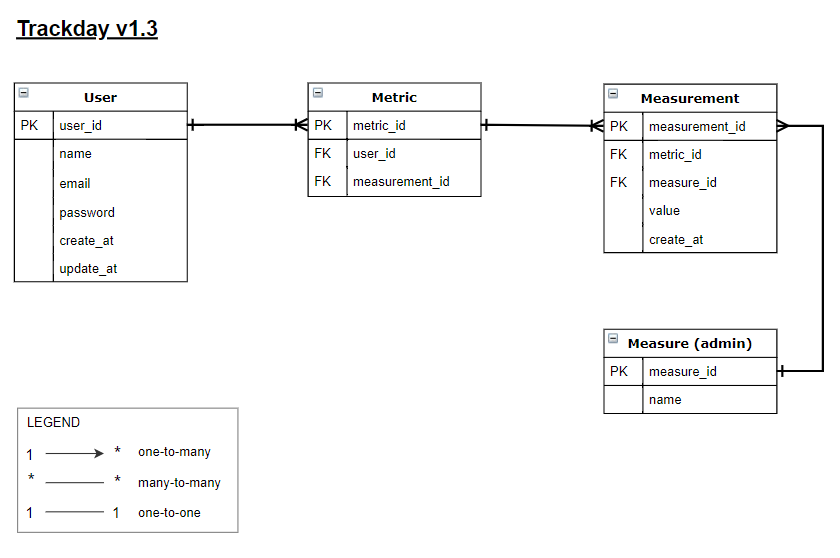 Trackday v1.3
User
PK user_id
name
email
password
create_at
update_at
Metric
PK metric_id
FK user_id
FK measurement_id
Measurement
PK measurement_id
FK metric_id
FK measure_id
value
create_at
Measure (admin)
PK measure_id
name
LEGEND
1 * one-to-many
* * many-to-many
1 1 one-to-one